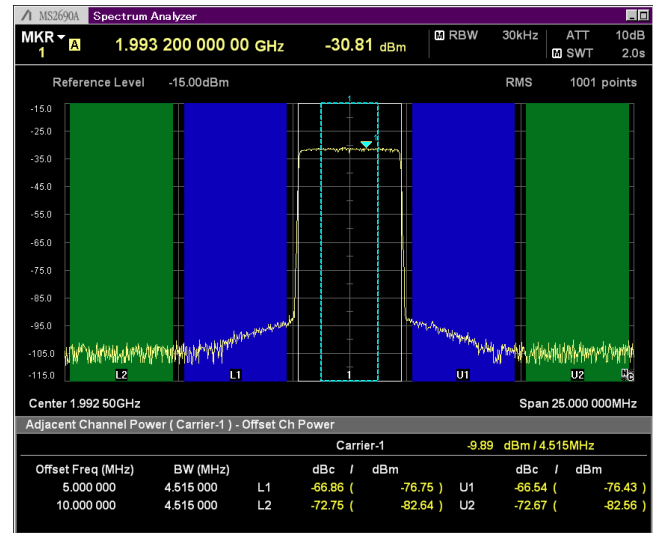 MS2690A Spectrum Analyzer
MKR 1 A 1.993 200 000 00 GHz -30.81 dBm M RBW 30kHz ATT 10dB
M SWT 2.0s
Reference Level -15.00dBm RMS 1001 points
1
-15.0
-25.0
1
-35.0
-45.0
-55.0
-65.0
-75.0
-85.0
-95.0
-105.0
-115.0
L2 L1 1 U1 U2 NC
Center 1.992 50GHz Span 25.000 000MHz
Adjacent Channel Power ( Carrier-1 ) - Offset Ch Power
Carrier-1 -9.89 dBm / 4.515MHz
Offset Freq (MHz) BW (MHz) dBc / dBm dBc / dBm
5.000 000 4.515 000 L1 -66.86 ( -76.75 ) U1 -66.54 ( -76.43 )
10.000 000 4.515 000 L2 -72.75 ( -82.64 ) U2 -72.67 ( -82.56 )